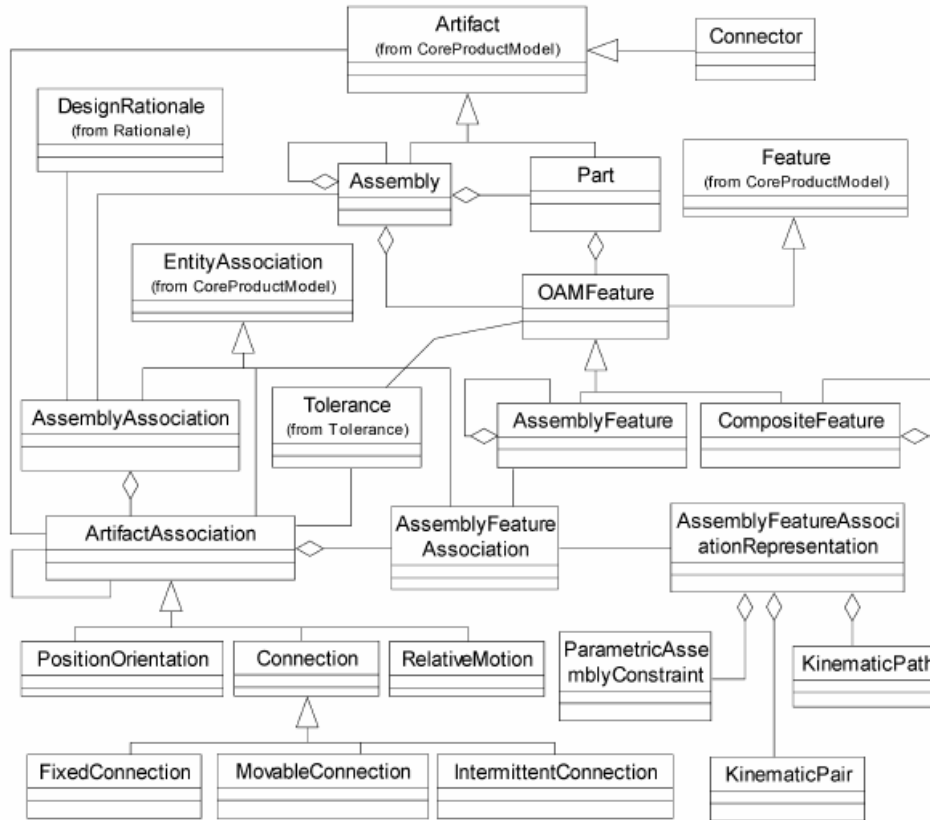 Artifact
(from CoreProductModel)
Connector
DesignRationale
(from Rationale)
Assembly
Part
Feature
(from CoreProductModel)
EntityAssociation
(from CoreProductModel)
OAMFeature
AssemblyAssociation
Tolerance
(from Tolerance)
AssemblyFeature
CompositeFeature
ArtifactAssociation
AssemblyFeature
Association
AssemblyFeatureAssoci
ationRepresentation
PositionOrientation
Connection
RelativeMotion
ParametricAsse
mblyConstraint
KinematicPath
FixedConnection
MovableConnection
IntermittentConnection
KinematicPair